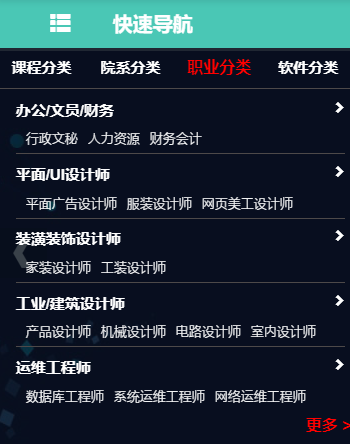 快速导航
课程分类 院系分类 职业分类 软件分类
办公/文员/财务
行政文秘 人力资源 财务会计
平面/UI设计师
平面广告设计师 服装设计师 网页美工设计师
装潢装饰设计师
家装设计师 工装设计师
工业/建筑设计师
产品设计师 机械设计师 电路设计师 室内设计师
运维工程师
数据库工程师 系统运维工程师 网络运维工程师
更多 >